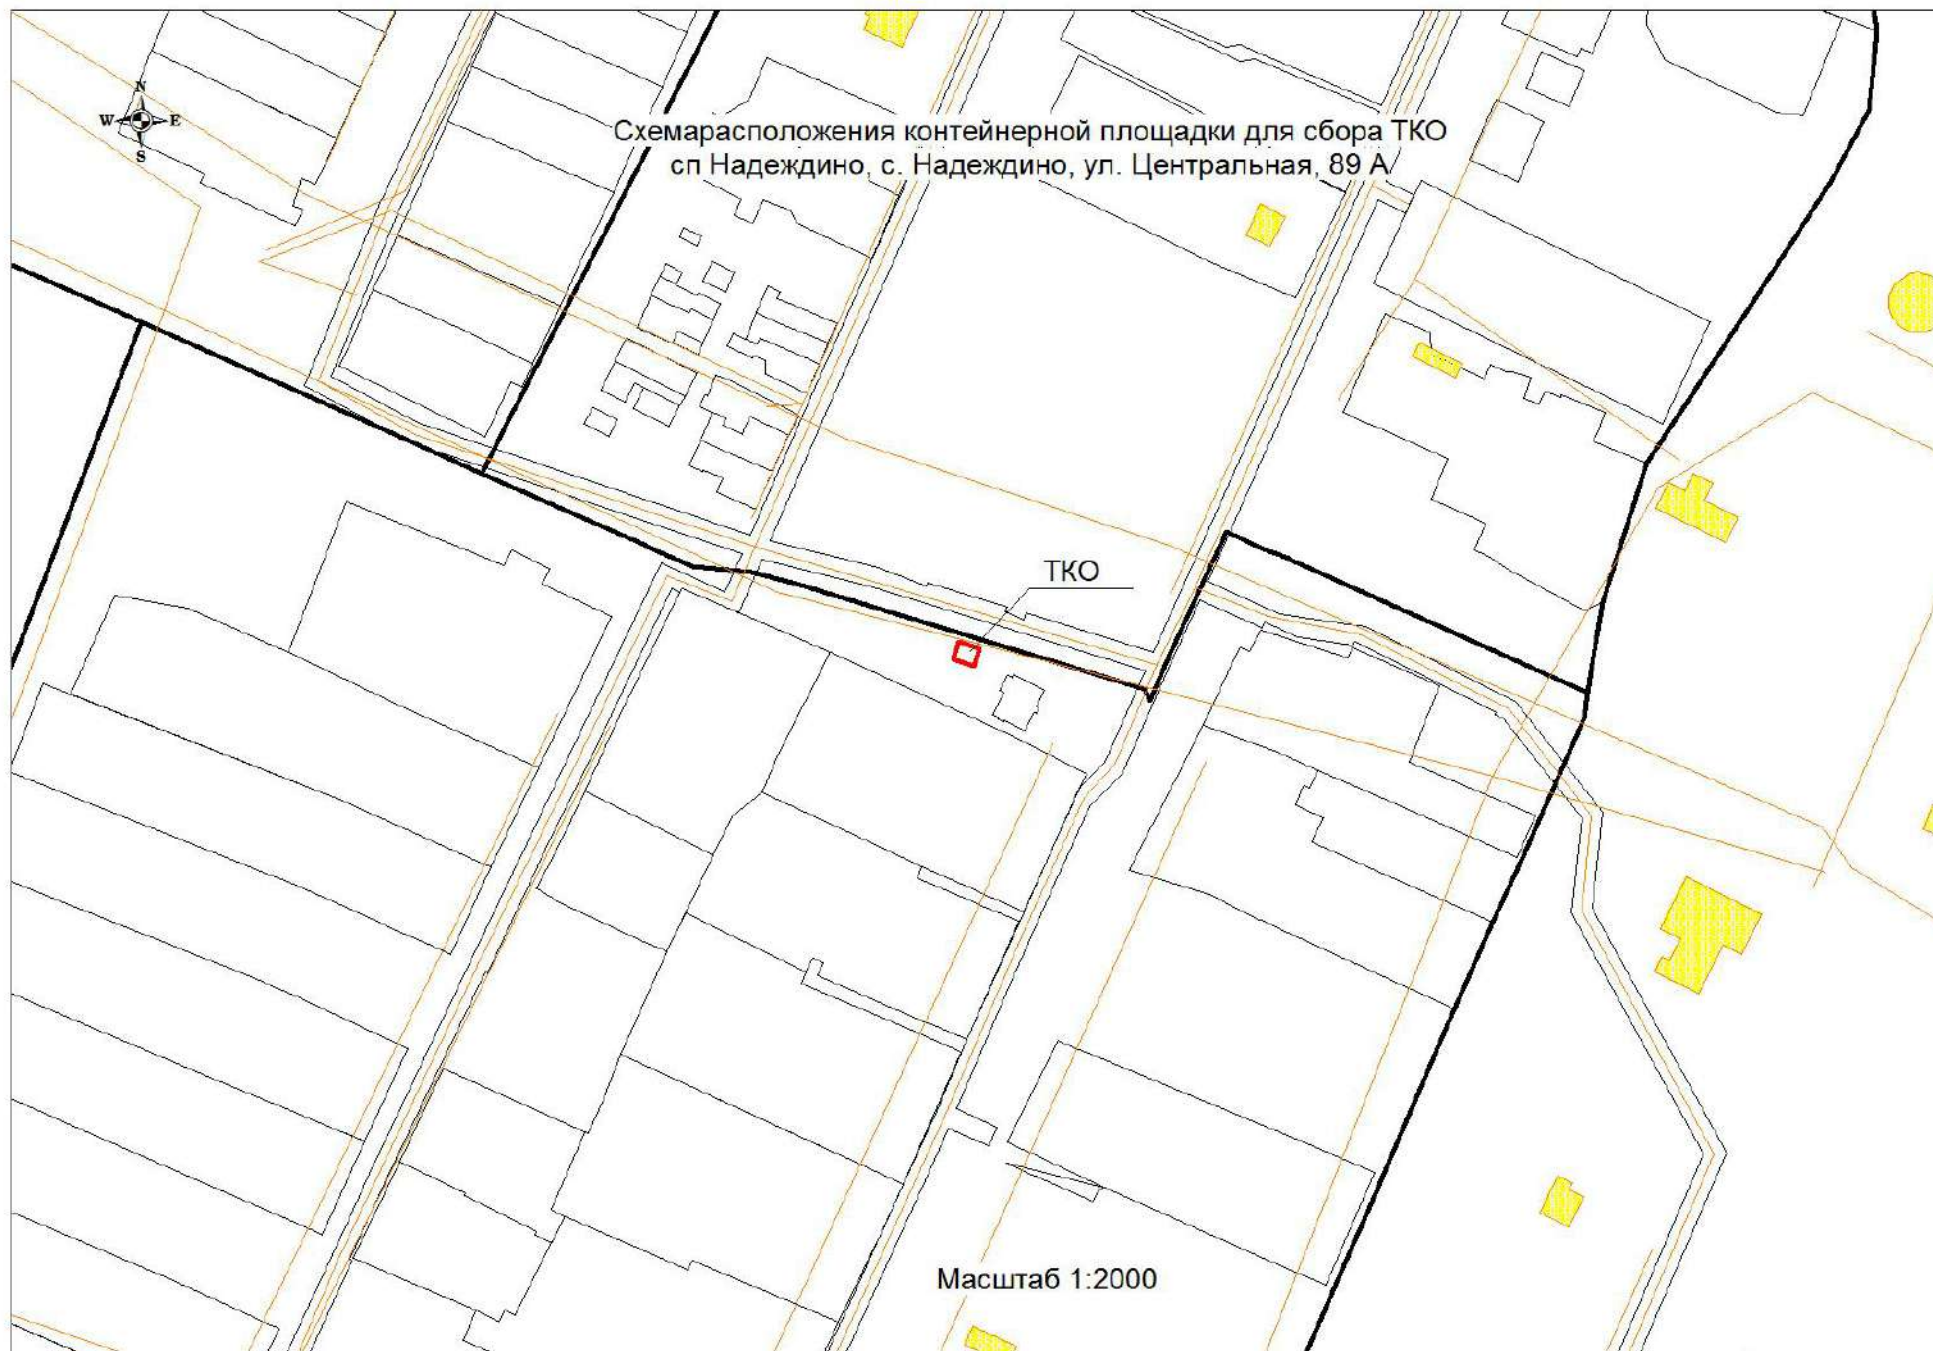 N
W E
S
Схемарасположения контейнерной площадки для сбора ТКО
сп Надеждино, с. Надеждино, ул. Центральная, 89 А
ТКО
Масштаб 1:2000